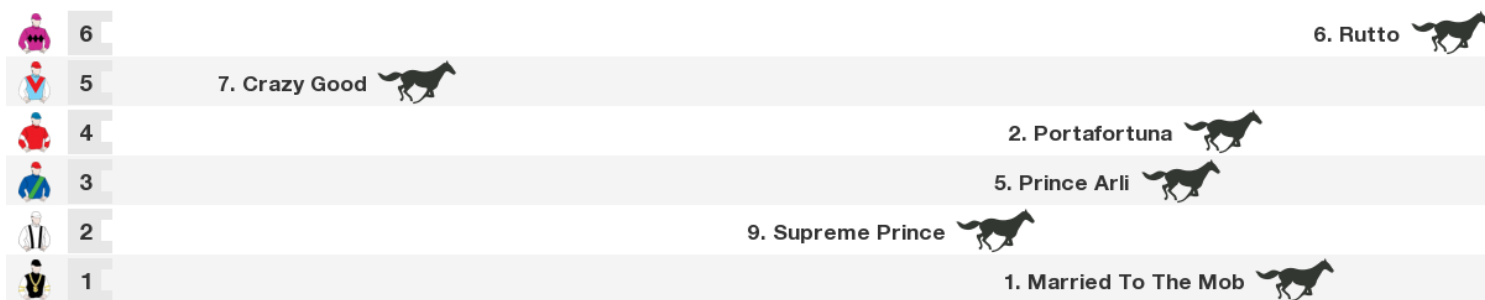 6 6. Rutto
5 7. Crazy Good
4 2. Portafortuna
3 5. Prince Arli
2 9. Supreme Prince
1 1. Married To The Mob